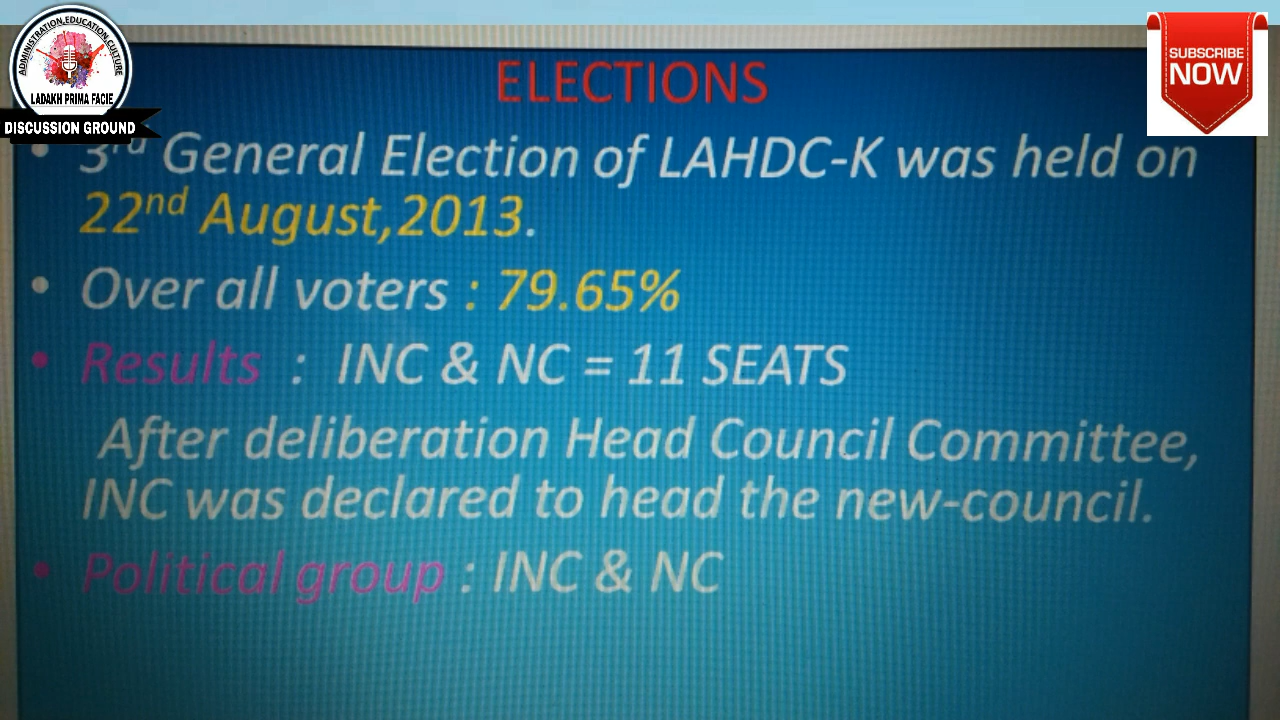 ADMINISTRATION,EDUCATION,CULTURE
LADAKH PRIMA FACIE
DISCUSSION GROUND
SUBSCRIBE
NOW
ELECTIONS
• 3rd General Election of LAHDC-K was held on
22nd August,2013.
• Over all voters : 79.65%
• Results : INC & NC = 11 SEATS
After deliberation Head Council Committee,
INC was declared to head the new-council.
• Political group : INC & NC